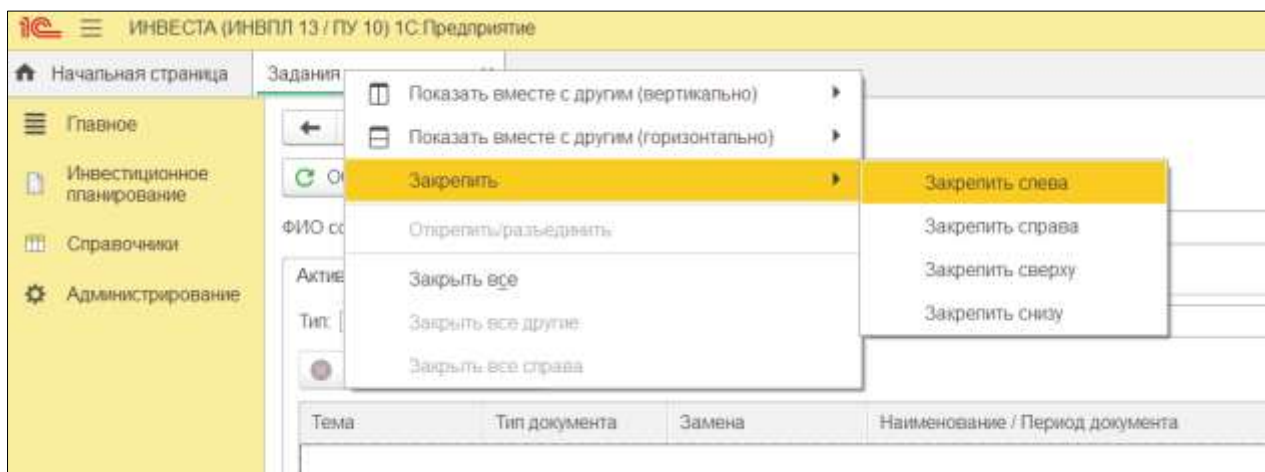 1С ИНВЕСТА (ИНВПЛ 13 / ПУ 10) 1С:Предприятие
Начальная страница Задания
Показать вместе с другим (вертикально)
Главное
Показать вместе с другим (горизонтально)
Инвестиционное
планирование
Закрепить Закрепить слева
ФИО Открепить/разъединить Закрепить справа
Справочники
Закрыть все Закрепить сверху
Администрирование
Тип: Закрыть все другие Закрепить снизу
Закрыть все справа
Тема Тип документа Замена Наименование / Период документа